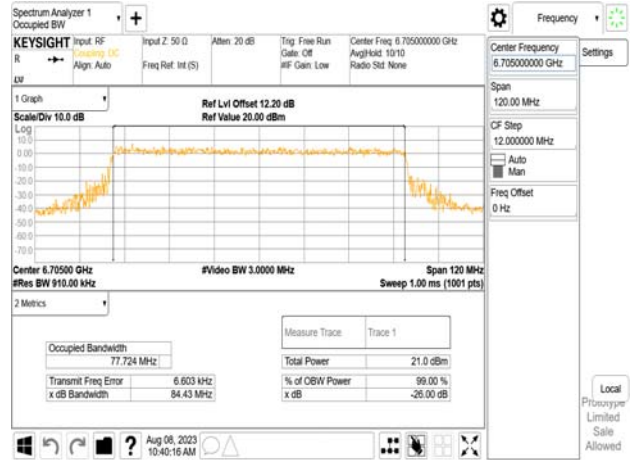 Spectrum Analyzer 1
Occupied BW
Frequency
KEYSIGHT
Input: RF
Coupling: DC
Align: Auto
Input Z: 50 Ω
Freq Ref: Int (S)
Atten: 20 dB
Trig: Free Run
Gate: Off
#IF Gain: Low
Center Freq: 6.705000000 GHz
Avg|Hold: 10/10
Radio Std: None
R
LXI
Center Frequency
6.705000000 GHz
Settings
Span
120.00 MHz
CF Step
12.000000 MHz
Auto
Man
Freq Offset
0 Hz
1 Graph
Scale/Div 10.0 dB
Ref Lvl Offset 12.20 dB
Ref Value 20.00 dBm
Log
10.0
0.00
-10.0
-20.0
-30.0
-40.0
-50.0
-60.0
-70.0
Center 6.70500 GHz
#Res BW 910.00 kHz
#Video BW 3.0000 MHz
Span 120 MHz
Sweep 1.00 ms (1001 pts)
2 Metrics
Measure Trace
Trace 1
Occupied Bandwidth
77.724 MHz
Total Power
21.0 dBm
Transmit Freq Error
6.603 kHz
% of OBW Power
99.00 %
x dB Bandwidth
84.43 MHz
x dB
-26.00 dB
Local
Prototype
Limited
Sale
Allowed
?
Aug 08, 2023
10:40:16 AM